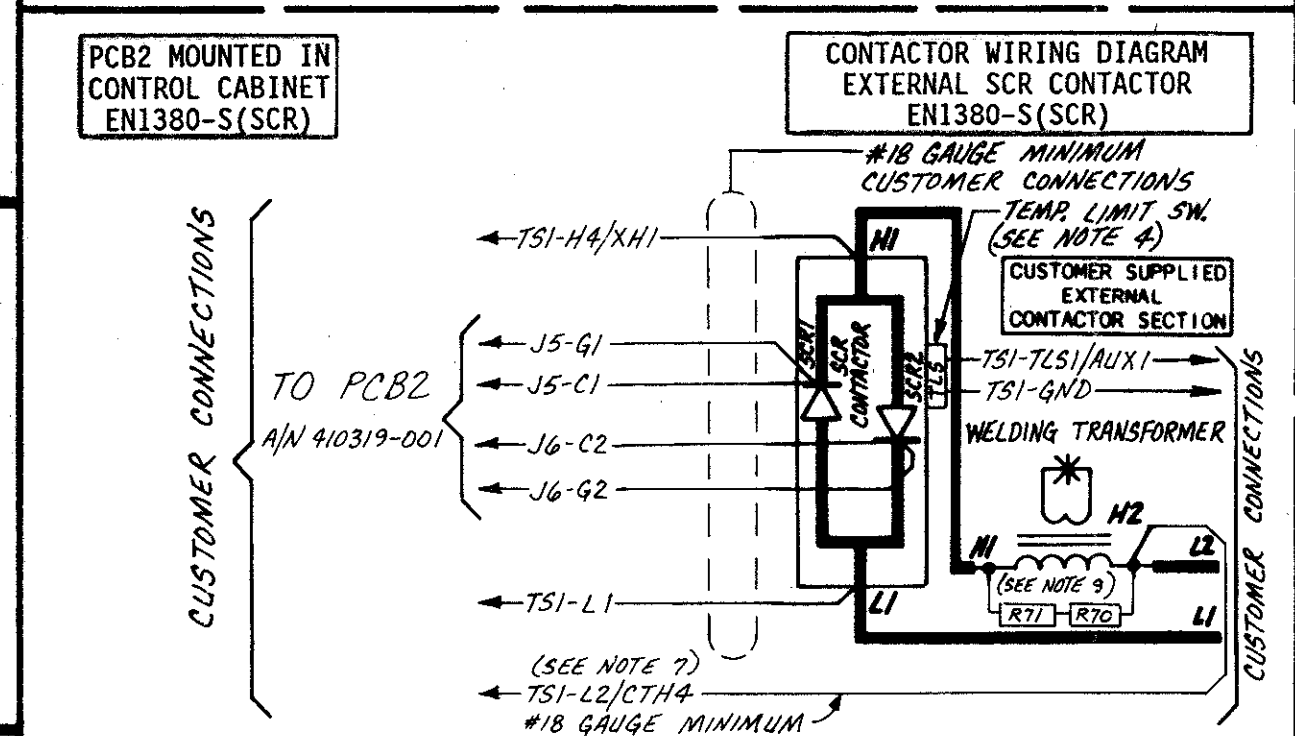 PCB2 MOUNTED IN
CONTROL CABINET
EN1380-S(SCR)
CONTACTOR WIRING DIAGRAM
EXTERNAL SCR CONTACTOR
EN1380-S(SCR)
#18 GAUGE MINIMUM
CUSTOMER CONNECTIONS
TEMP. LIMIT SW.
(SEE NOTE 4)
CUSTOMER SUPPLIED
EXTERNAL
CONTACTOR SECTION
CUSTOMER CONNECTIONS
TS1-H4/XH1
H1
TO PCB2
A/N 410319-001
J5-G1
J5-C1
J6-C2
J6-G2
SCR1
SCR
CONTACTOR
SCR2
TLS
TS1-TLS1/AUX1
TS1-GND
WELDING TRANSFORMER
H2
H1
L2
(SEE NOTE 9)
R71
R70
L1
TS1-L1
L1
CUSTOMER CONNECTIONS
(SEE NOTE 7)
TS1-L2/CTH4
#18 GAUGE MINIMUM